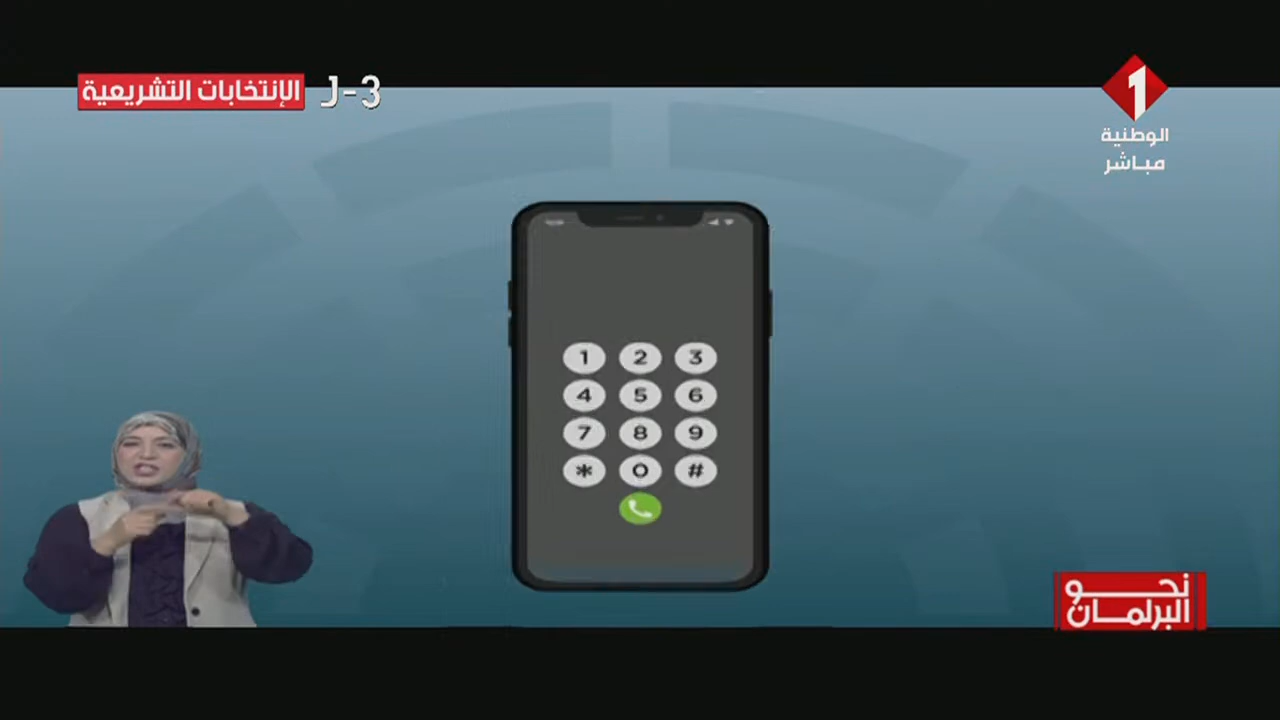 الإنتخابات التشريعية J-3
1
الوطنية
مباشر
1 2 3
4 5 6
7 8 9
* 0 #
نحو
البرلمان